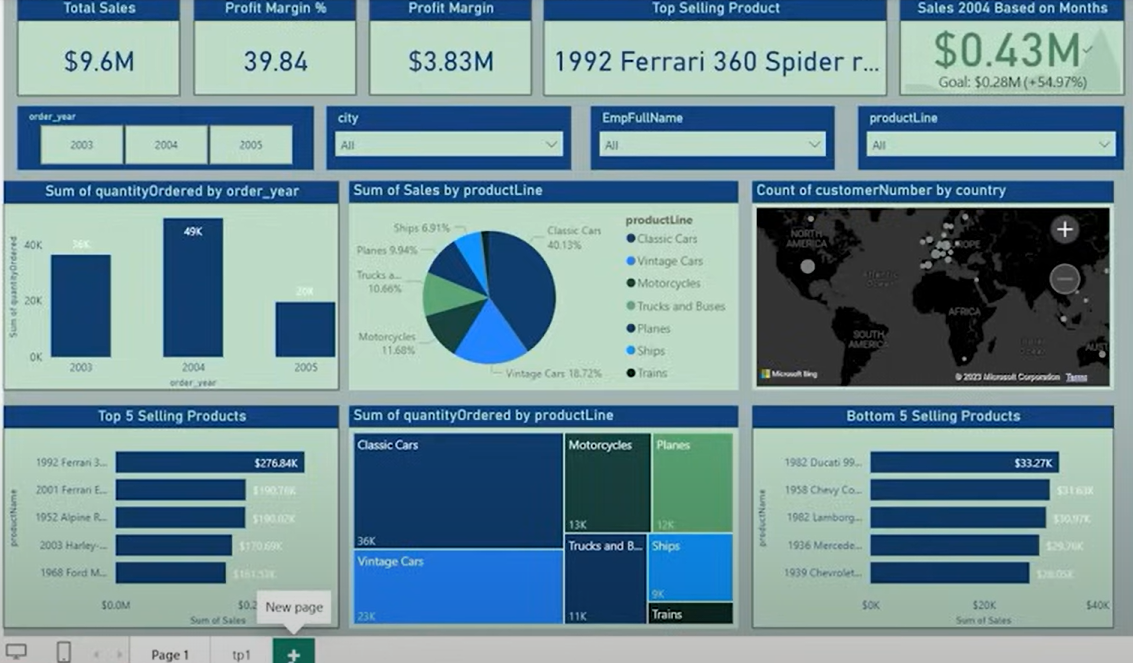 Total Sales
$9.6M
Profit Margin %
39.84
Profit Margin
$3.83M
Top Selling Product
1992 Ferrari 360 Spider r...
Sales 2004 Based on Months
$0.43M
Goal: $0.28M (+54.97%)
order_year
2003 2004 2005
city
All
EmpFullName
All
productLine
All
Sum of quantityOrdered by order_year
Sum of quantityOrdered
40K
20K
0K
36K
49K
20K
2003 2004 2005
order_year
Sum of Sales by productLine
Ships 6.91%
Planes 9.94%
Trucks a...
10.66%
Motorcycles
11.68%
Vintage Cars 18.72%
Classic Cars
40.13%
productLine
Classic Cars
Vintage Cars
Motorcycles
Trucks and Buses
Planes
Ships
Trains
Count of customerNumber by country
NORTH
AMERICA
EUROPE
Atlantic
Ocean
AFRICA
SOUTH
AMERICA
AUST
Microsoft Bing
© 2023 Microsoft Corporation Terms
Top 5 Selling Products
productName
1992 Ferrari 3... $276.84K
2001 Ferrari E... $190.76K
1952 Alpine R... $190.02K
2003 Harley-... $170.69K
1968 Ford M... $161.53K
$0.0M $0.2
Sum of Sales
New page
Sum of quantityOrdered by productLine
Classic Cars
36K
Vintage Cars
23K
Motorcycles
13K
Planes
12K
Trucks and B...
11K
Ships
9K
Trains
Bottom 5 Selling Products
productName
1982 Ducati 99... $33.27K
1958 Chevy Co... $31.63K
1982 Lamborg... $30.97K
1936 Mercede... $29.76K
1939 Chevrolet... $28.05K
$0K $20K $40K
Sum of Sales
Page 1
tp1
+